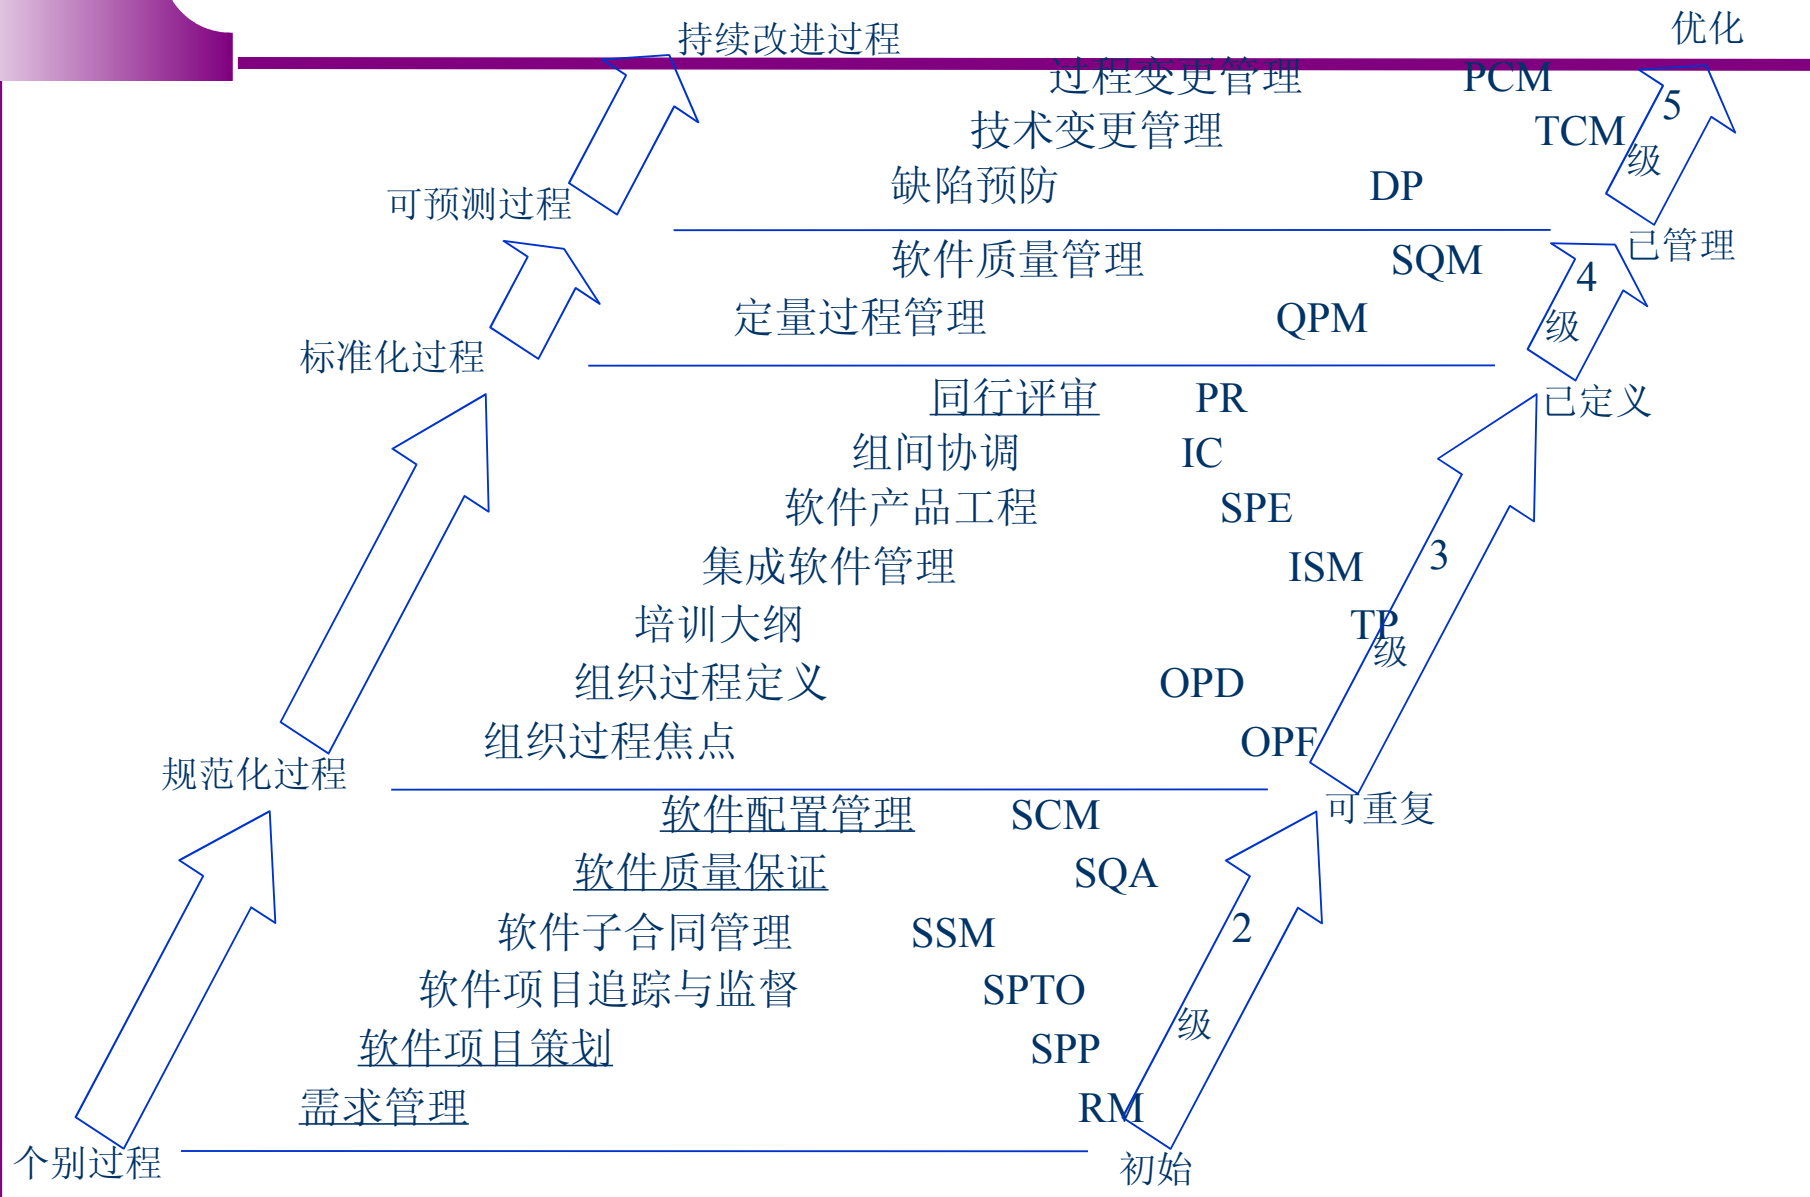 持续改进过程 优化
过程变更管理 PCM
5
技术变更管理 TCM
级
缺陷预防 DP
可预测过程
已管理
软件质量管理 SQM
4
定量过程管理 QPM
级
标准化过程
同行评审 PR
已定义
组间协调 IC
软件产品工程 SPE
3
集成软件管理 ISM
培训大纲 TP
级
组织过程定义 OPD
组织过程焦点 OPF
规范化过程
可重复
软件配置管理 SCM
软件质量保证 SQA
2
软件子合同管理 SSM
软件项目追踪与监督 SPTO
级
软件项目策划 SPP
需求管理 RM
个别过程 初始